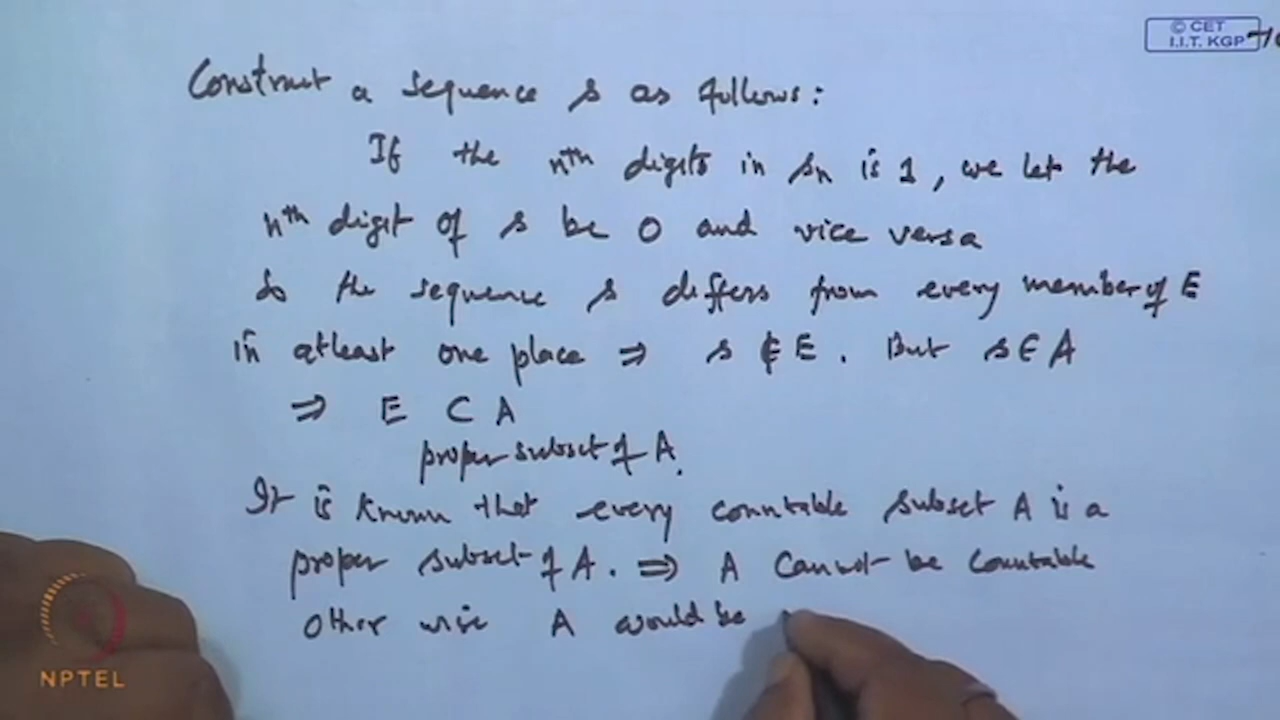 © CET
I.I.T. KGP
Construct a sequence s as follows:
If the nth digits in sn is 1, we let the
nth digit of s be 0 and vice versa
So the sequence s differs from every member of E
in atleast one place ⇒ s ∉ E. But s ∈ A
⇒ E ⊂ A
proper subset of A.
It is known that every countable subset A is a
proper subset of A. ⇒ A cannot be countable
other wise A would be
NPTEL